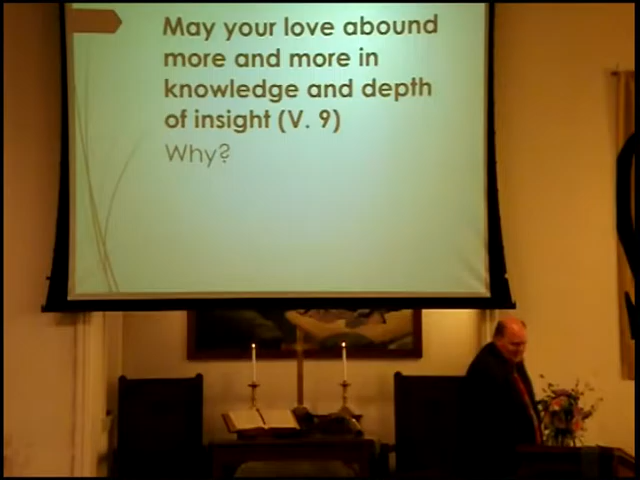 May your love abound
more and more in
knowledge and depth
of insight (V. 9)
Why?